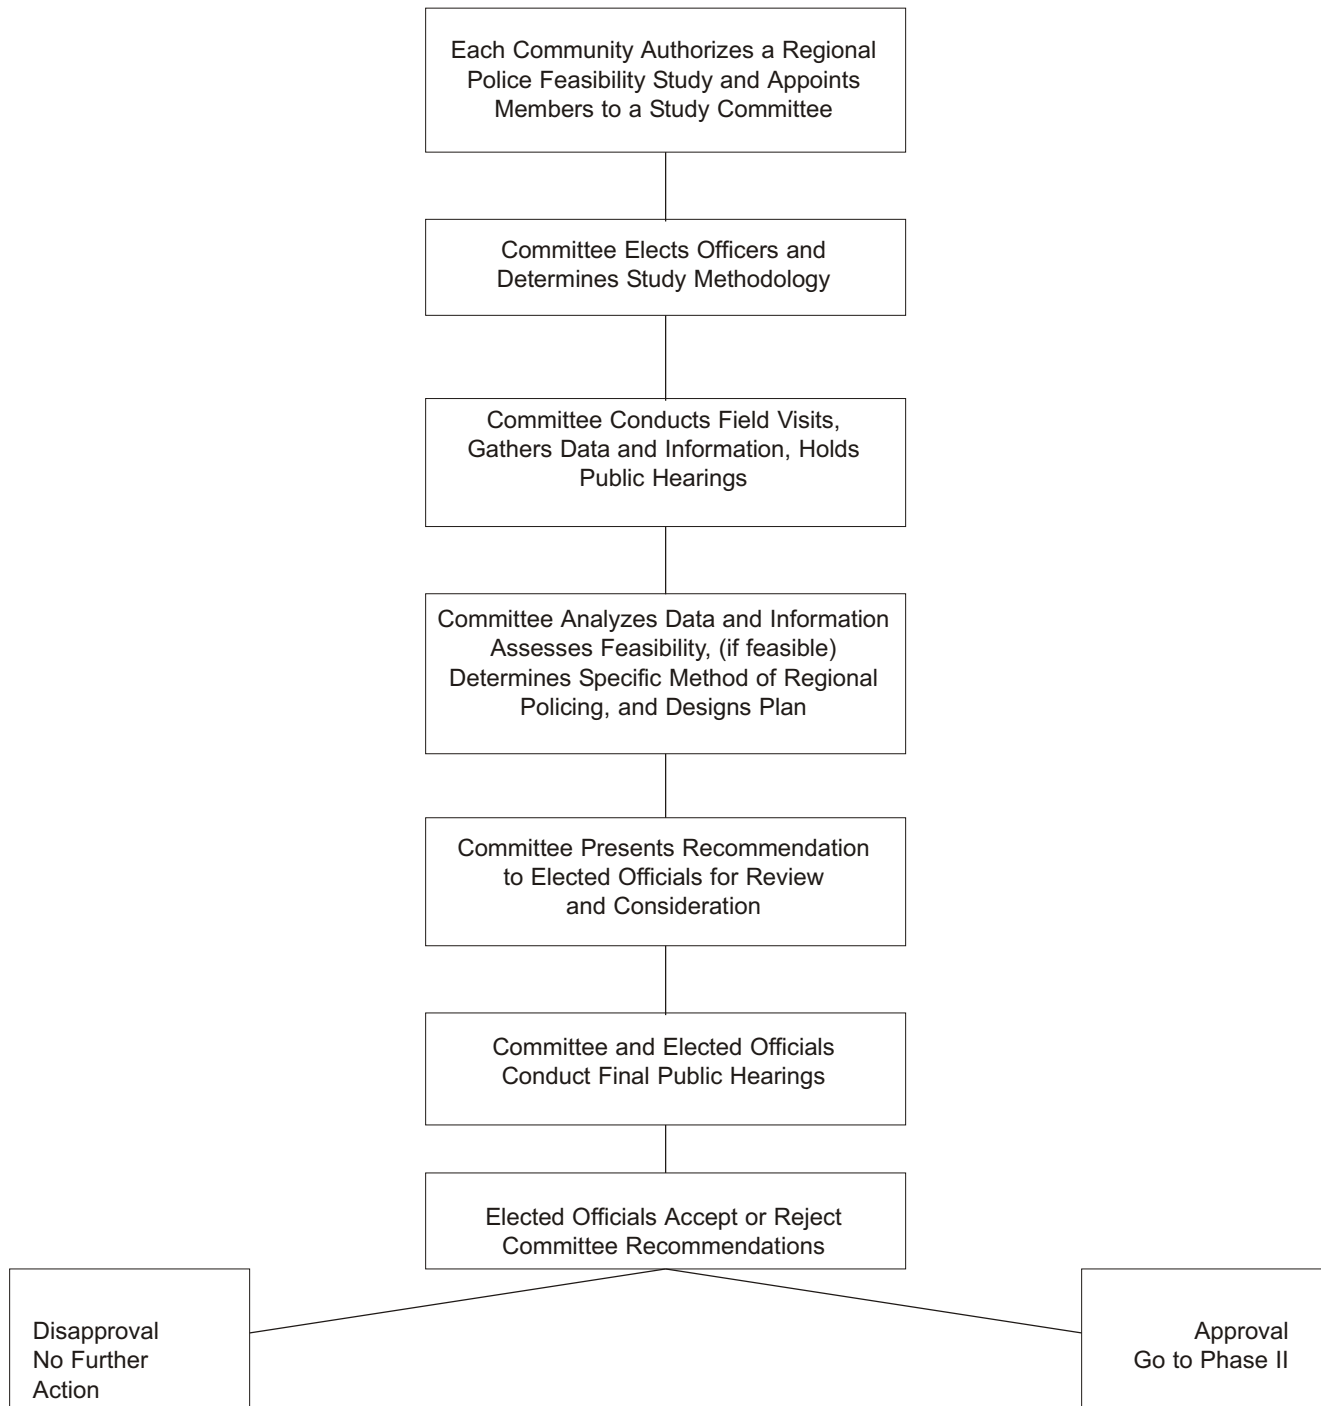 Each Community Authorizes a Regional
Police Feasibility Study and Appoints
Members to a Study Committee
Committee Elects Officers and
Determines Study Methodology
Committee Conducts Field Visits,
Gathers Data and Information, Holds
Public Hearings
Committee Analyzes Data and Information
Assesses Feasibility, (if feasible)
Determines Specific Method of Regional
Policing, and Designs Plan
Committee Presents Recommendation
to Elected Officials for Review
and Consideration
Committee and Elected Officials
Conduct Final Public Hearings
Elected Officials Accept or Reject
Committee Recommendations
Disapproval
No Further
Action
Approval
Go to Phase II